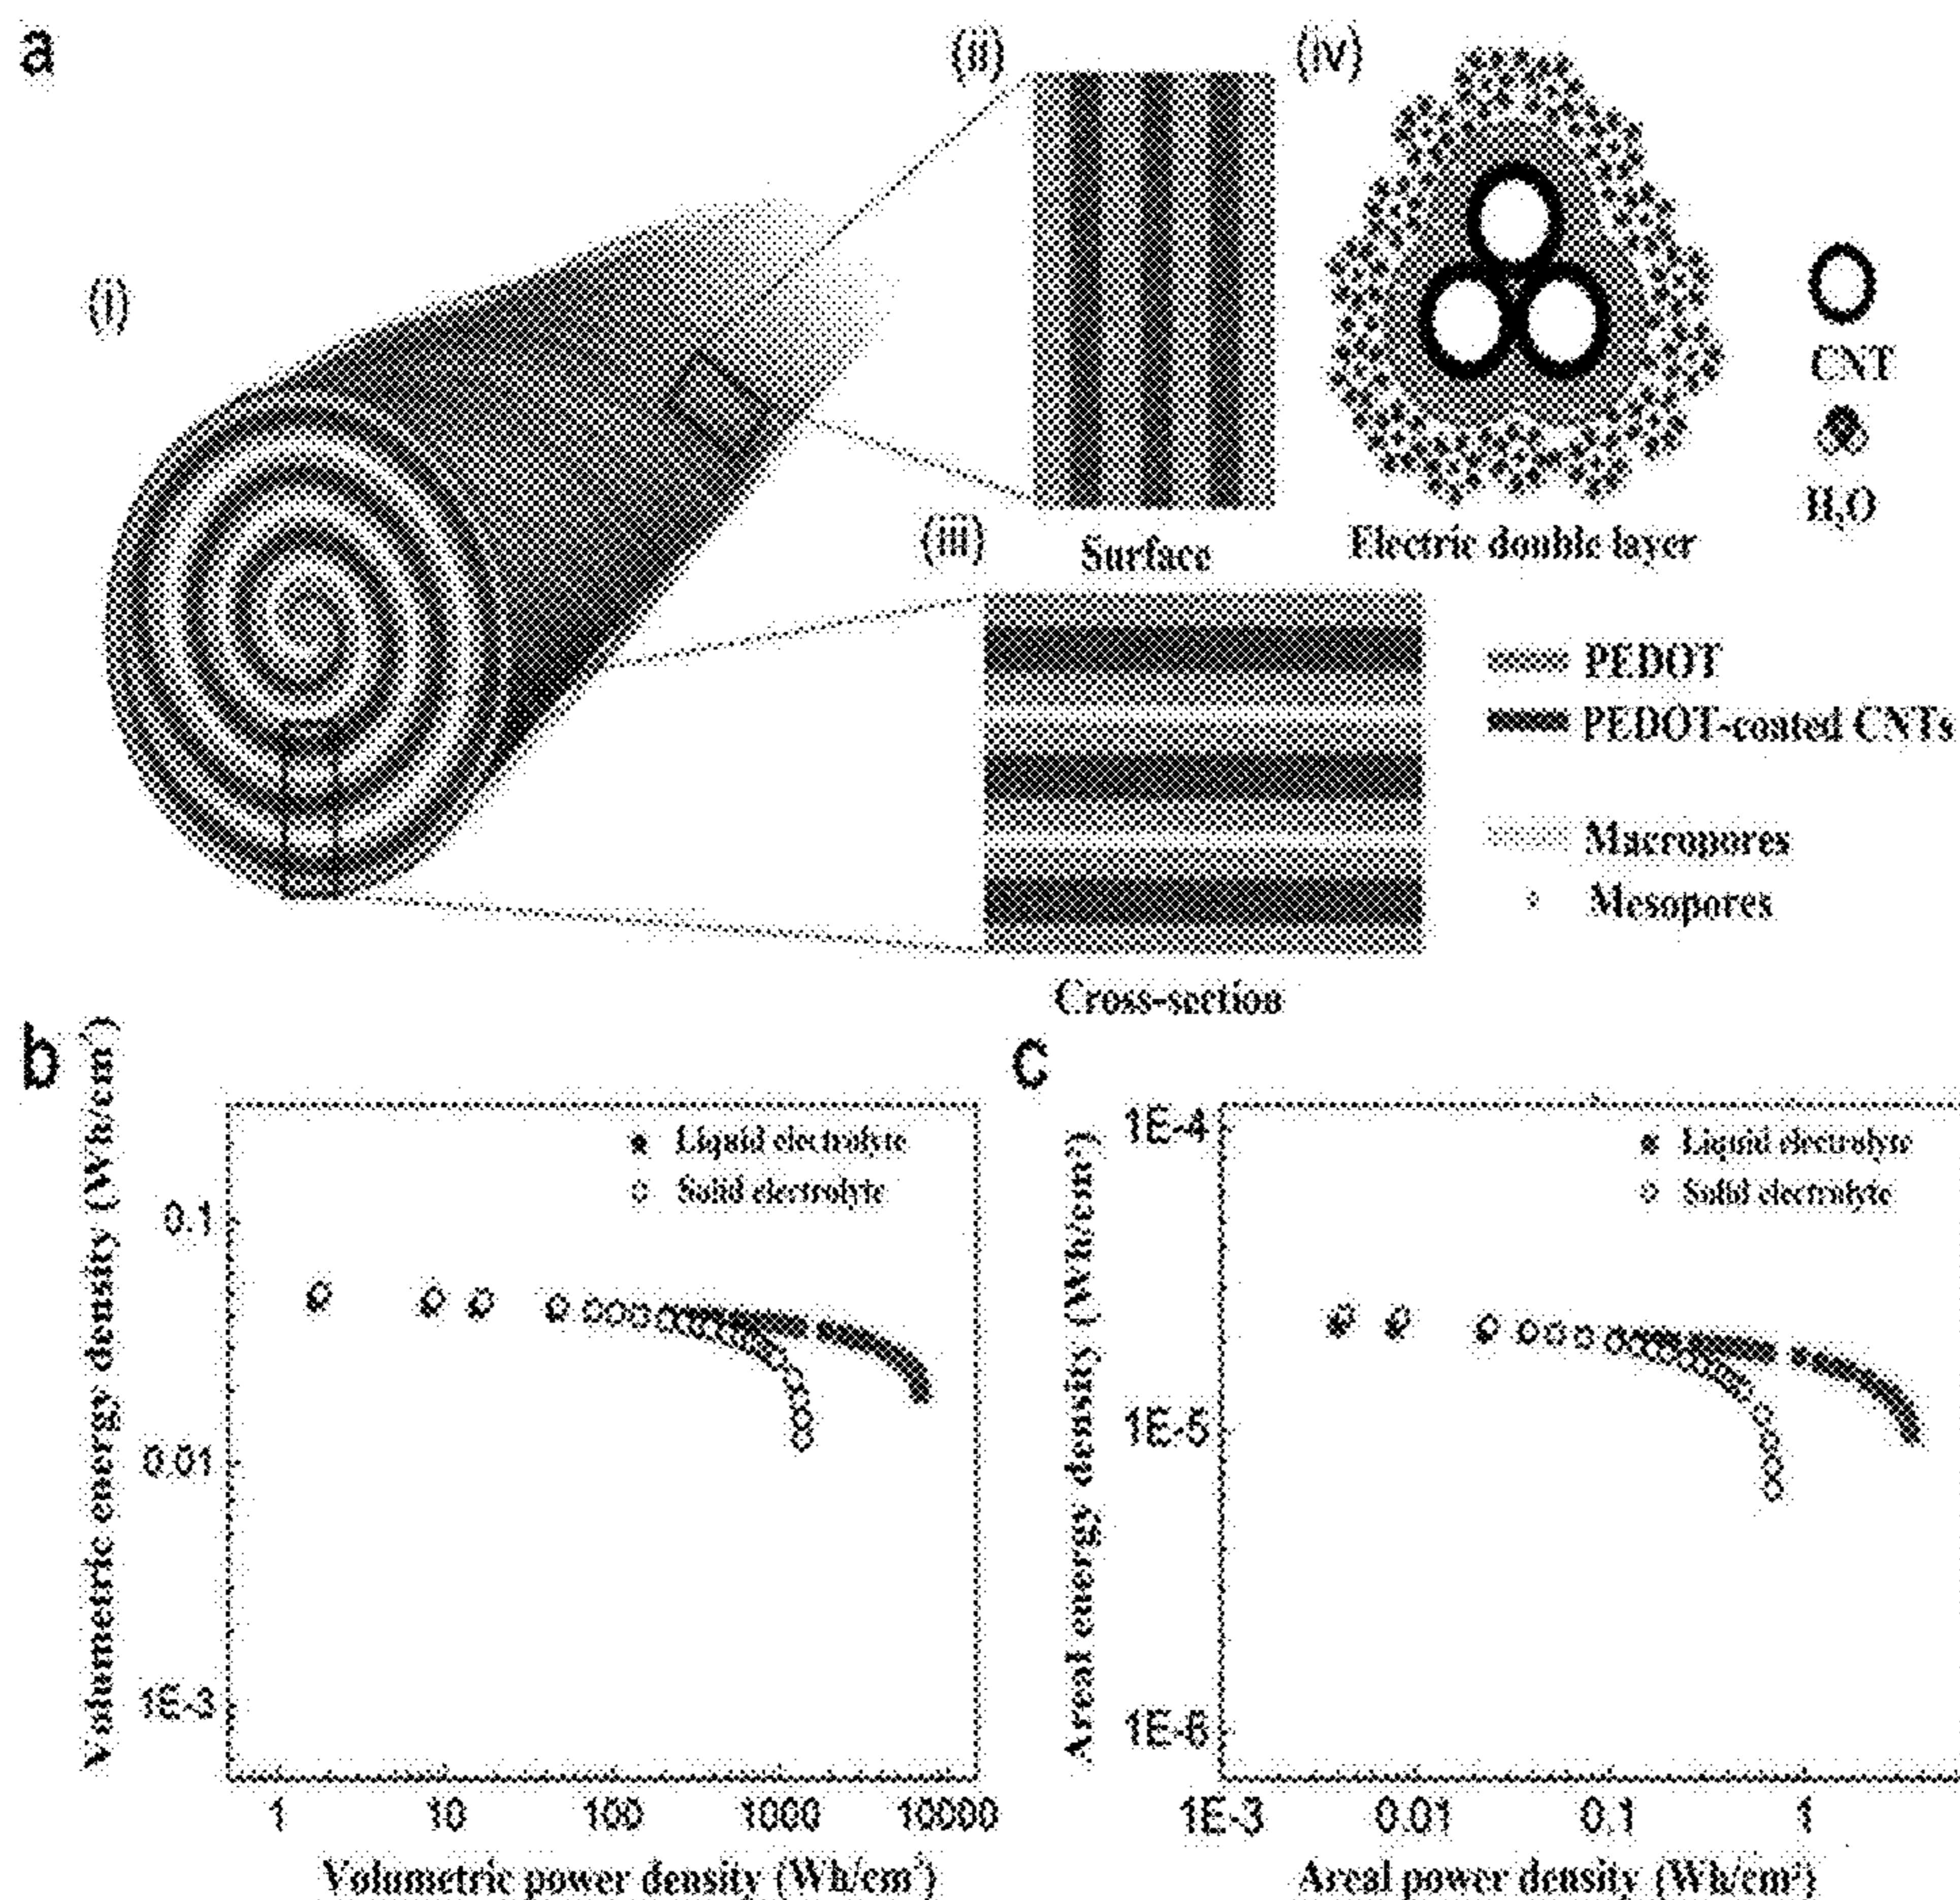 a
(i)
(ii)
(iv)
CNT
H₂O
(iii)
Surface
Electric double layer
PEDOT
PEDOT-coated CNTs
Macropores
Mesopores
Cross-section
b
Volumetric energy density (Wh/cm³)
Liquid electrolyte
Solid electrolyte
0.1
0.01
1E-3
1 10 100 1000 10000
Volumetric power density (Wh/cm³)
c
Areal energy density (Wh/cm²)
Liquid electrolyte
Solid electrolyte
1E-4
1E-5
1E-6
1E-3 0.01 0.1 1
Areal power density (Wh/cm²)